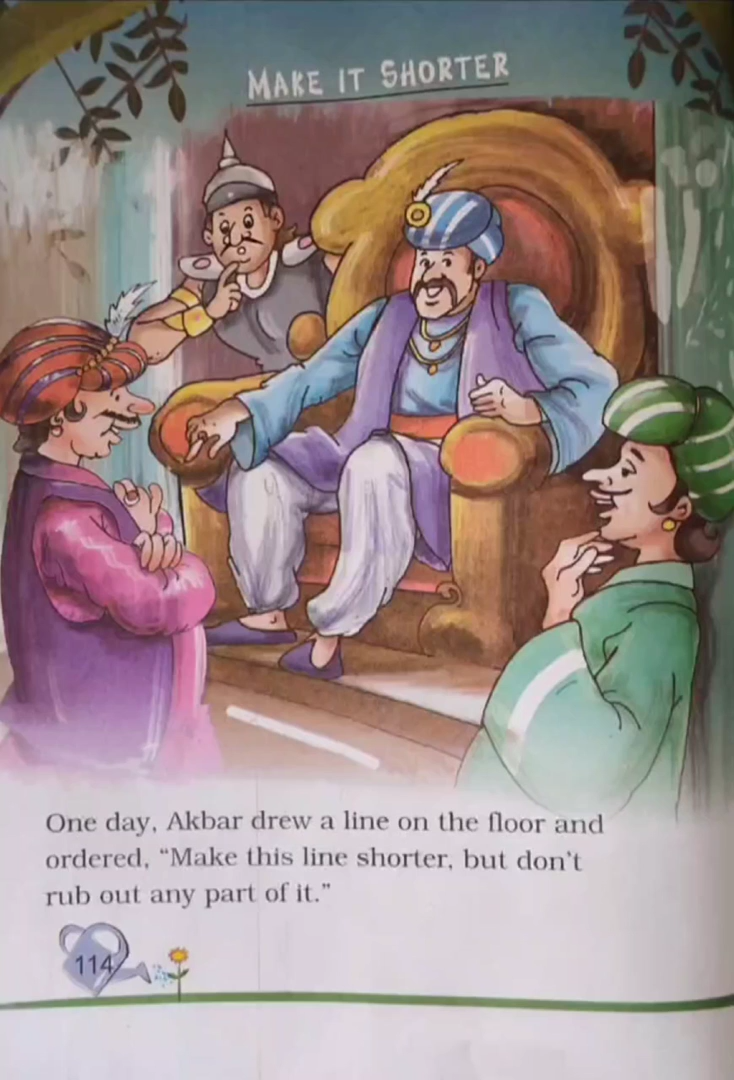 MAKE IT SHORTER
One day, Akbar drew a line on the floor and
ordered, “Make this line shorter, but don’t
rub out any part of it.”
114